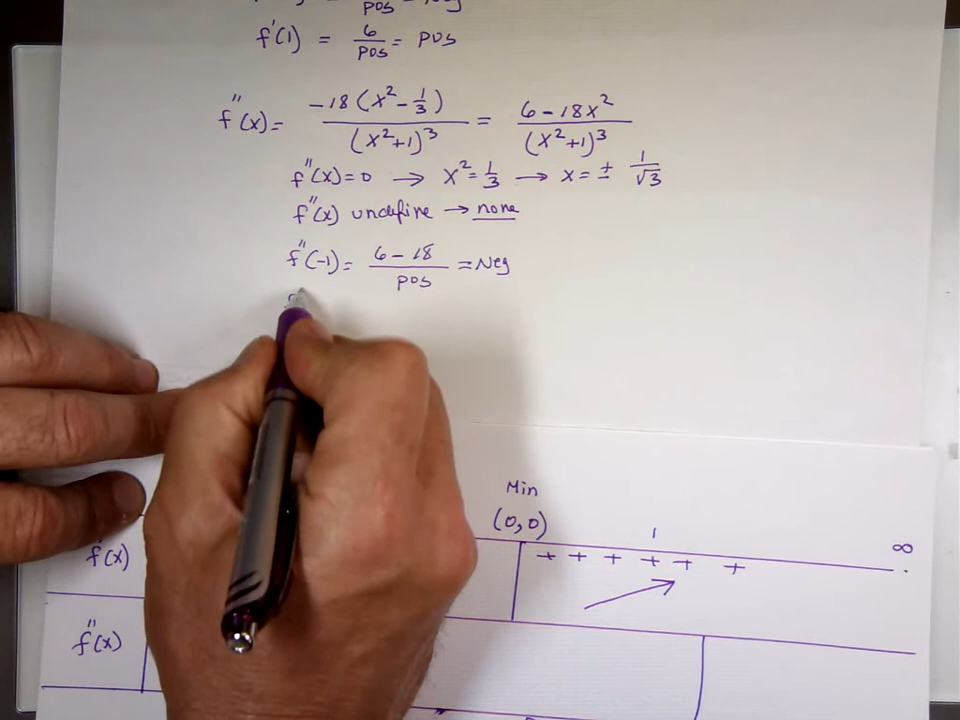 f'(1) = 6/pos = pos
f''(x) = -18(x² - 1/3)/(x²+1)³ = 6-18x²/(x²+1)³
f''(x)=0 → x²=1/3 → x=± 1/√3
f''(x) undefine → none
f''(-1) = 6-18/pos = Neg
Min
(0,0) 1 ∞
f'(x) + + + + + +
f''(x)